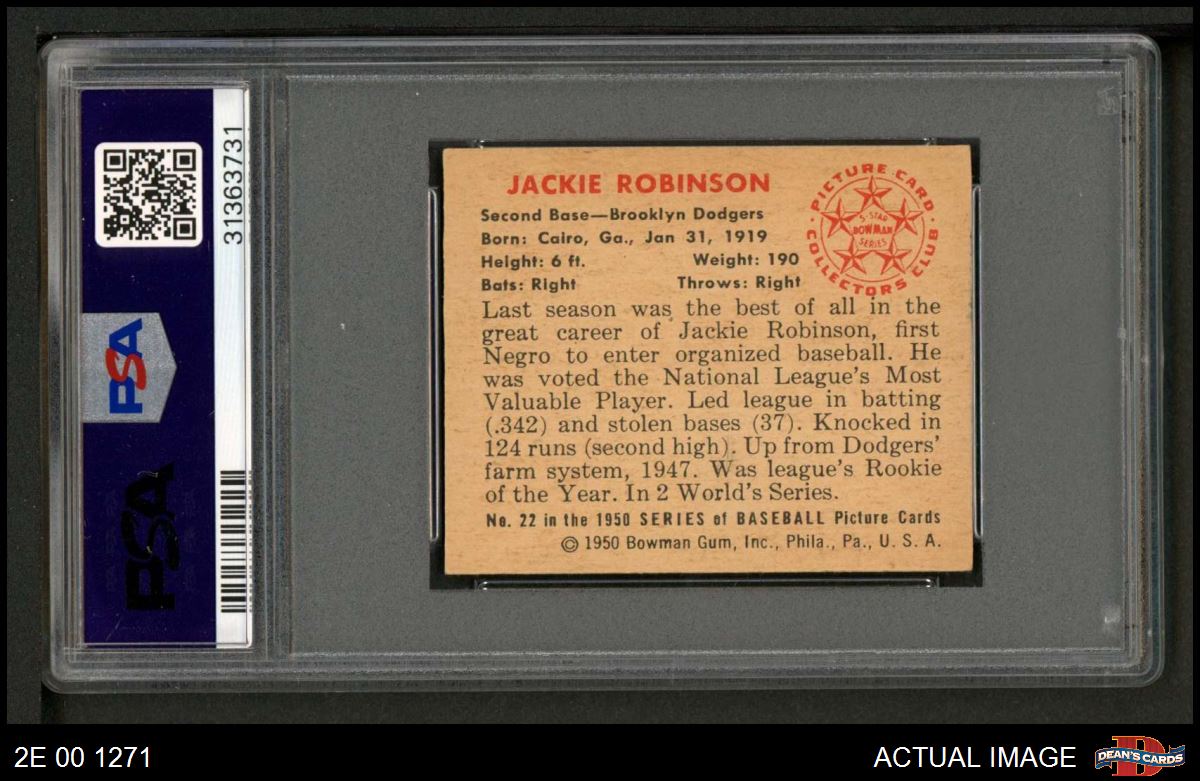 31363731
PSA
PSA
JACKIE ROBINSON
Second Base—Brooklyn Dodgers
Born: Cairo, Ga., Jan 31, 1919
Height: 6 ft. Weight: 190
Bats: Right Throws: Right
PICTURE CARD
COLLECTORS CLUB
5-STAR
BOWMAN
SERIES
Last season was the best of all in the
great career of Jackie Robinson, first
Negro to enter organized baseball. He
was voted the National League's Most
Valuable Player. Led league in batting
(.342) and stolen bases (37). Knocked in
124 runs (second high). Up from Dodgers'
farm system, 1947. Was league's Rookie
of the Year. In 2 World's Series.
No. 22 in the 1950 SERIES of BASEBALL Picture Cards
© 1950 Bowman Gum, Inc., Phila., Pa., U. S. A.
2E 00 1271
ACTUAL IMAGE
DEAN'S CARDS